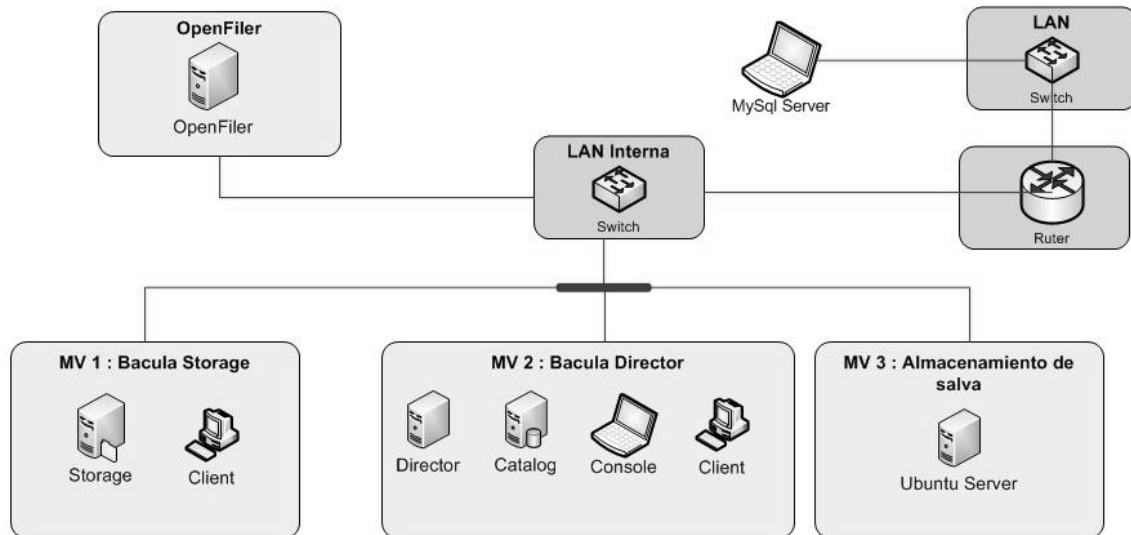 OpenFiler
OpenFiler
LAN
Switch
MySql Server
LAN Interna
Switch
Ruter
MV 1 : Bacula Storage
Storage
Client
MV 2 : Bacula Director
Director
Catalog
Console
Client
MV 3 : Almacenamiento de
salva
Ubuntu Server